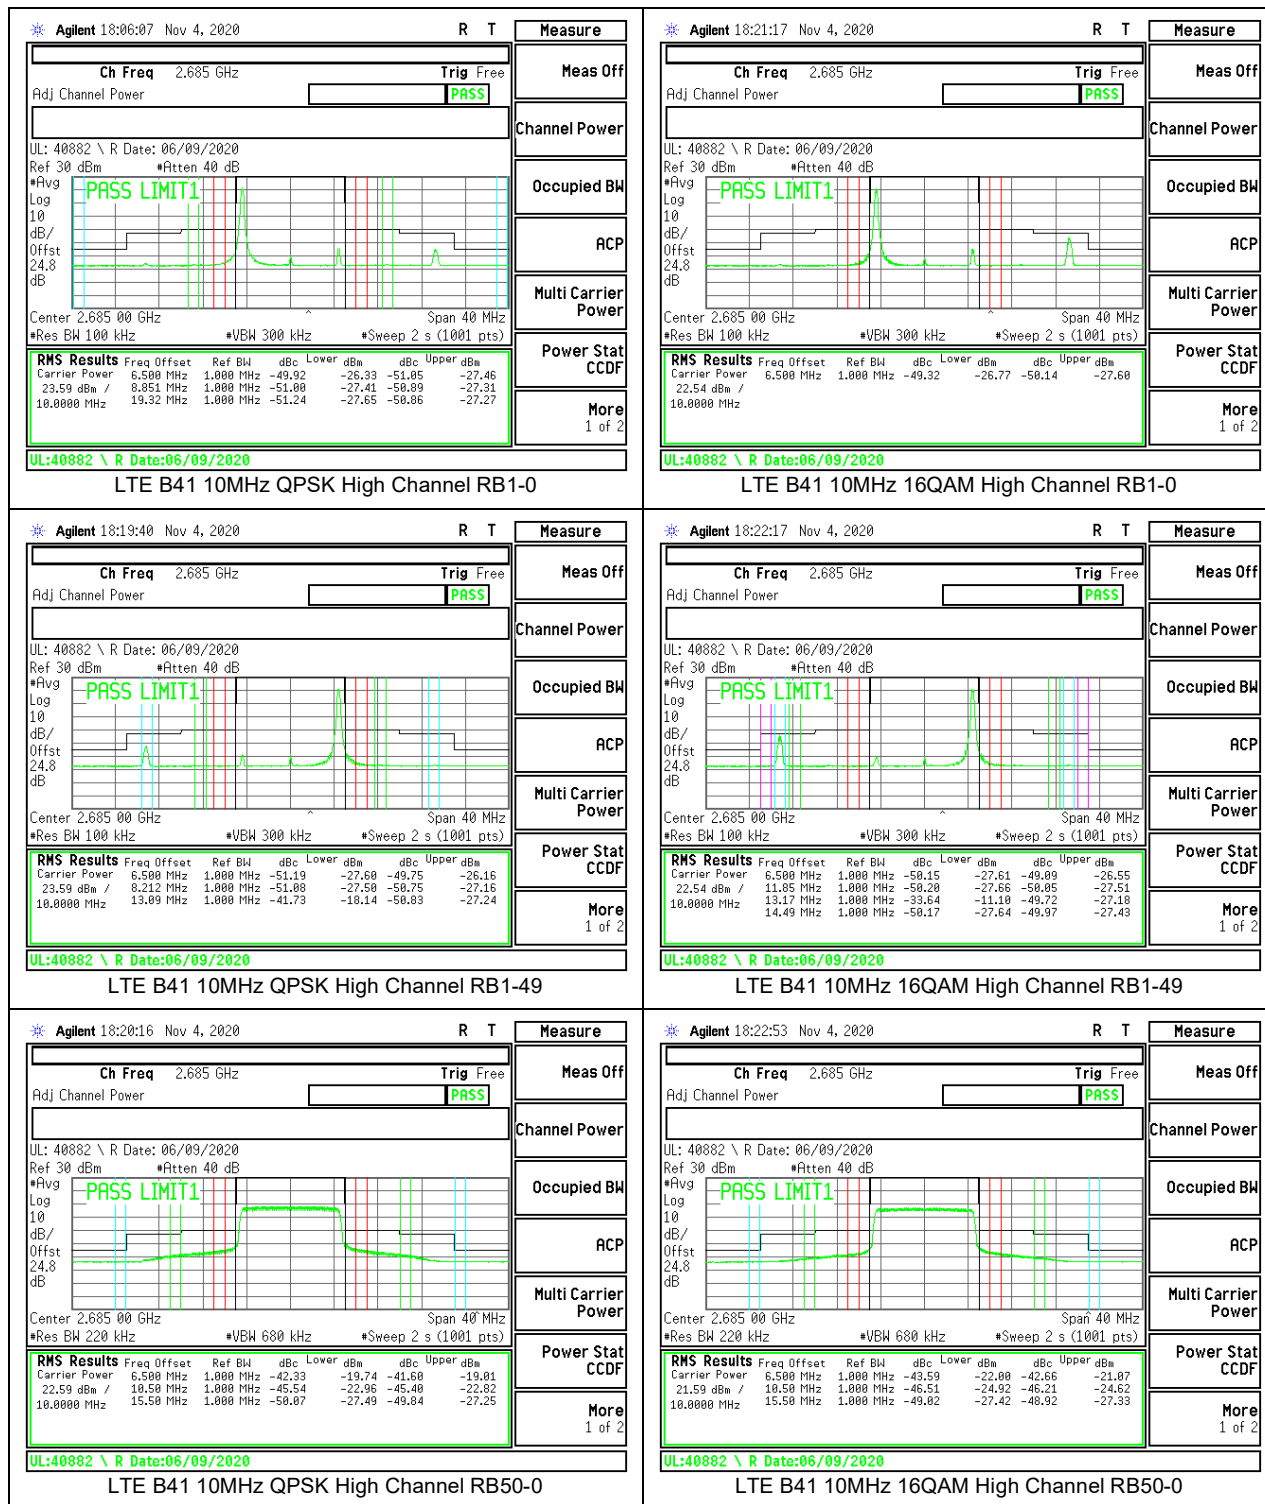 Agilent 18:06:07 Nov 4, 2020 R T Measure
Ch Freq 2.685 GHz Trig Free Meas Off
Adj Channel Power PASS
Channel Power
UL: 40882 \ R Date: 06/09/2020
Ref 30 dBm #Atten 40 dB
#Avg PASS LIMIT1 Occupied BW
Log
10
dB/ ACP
Offst
24.8
dB Multi Carrier
Power
Center 2.685 00 GHz Span 40 MHz
#Res BW 100 kHz #VBW 300 kHz #Sweep 2 s (1001 pts)
Power Stat
CCDF
RMS Results Freq Offset Ref BW dBc Lower dBm dBc Upper dBm
Carrier Power 6.500 MHz 1.000 MHz -49.92 -26.33 -51.05 -27.46
23.59 dBm / 8.851 MHz 1.000 MHz -51.00 -27.41 -50.89 -27.31
10.0000 MHz 19.32 MHz 1.000 MHz -51.24 -27.65 -50.86 -27.27
More
1 of 2
UL:40882 \ R Date:06/09/2020
LTE B41 10MHz QPSK High Channel RB1-0
Agilent 18:21:17 Nov 4, 2020 R T Measure
Ch Freq 2.685 GHz Trig Free Meas Off
Adj Channel Power PASS
Channel Power
UL: 40882 \ R Date: 06/09/2020
Ref 30 dBm #Atten 40 dB
#Avg PASS LIMIT1 Occupied BW
Log
10
dB/ ACP
Offst
24.8
dB Multi Carrier
Power
Center 2.685 00 GHz Span 40 MHz
#Res BW 100 kHz #VBW 300 kHz #Sweep 2 s (1001 pts)
Power Stat
CCDF
RMS Results Freq Offset Ref BW dBc Lower dBm dBc Upper dBm
Carrier Power 6.500 MHz 1.000 MHz -49.32 -26.77 -50.14 -27.60
22.54 dBm /
10.0000 MHz
More
1 of 2
UL:40882 \ R Date:06/09/2020
LTE B41 10MHz 16QAM High Channel RB1-0
Agilent 18:19:40 Nov 4, 2020 R T Measure
Ch Freq 2.685 GHz Trig Free Meas Off
Adj Channel Power PASS
Channel Power
UL: 40882 \ R Date: 06/09/2020
Ref 30 dBm #Atten 40 dB
#Avg PASS LIMIT1 Occupied BW
Log
10
dB/ ACP
Offst
24.8
dB Multi Carrier
Power
Center 2.685 00 GHz Span 40 MHz
#Res BW 100 kHz #VBW 300 kHz #Sweep 2 s (1001 pts)
Power Stat
CCDF
RMS Results Freq Offset Ref BW dBc Lower dBm dBc Upper dBm
Carrier Power 6.500 MHz 1.000 MHz -51.19 -27.60 -49.75 -26.16
23.59 dBm / 8.212 MHz 1.000 MHz -51.08 -27.50 -50.75 -27.16
10.0000 MHz 13.09 MHz 1.000 MHz -41.73 -18.14 -50.83 -27.24
More
1 of 2
UL:40882 \ R Date:06/09/2020
LTE B41 10MHz QPSK High Channel RB1-49
Agilent 18:22:17 Nov 4, 2020 R T Measure
Ch Freq 2.685 GHz Trig Free Meas Off
Adj Channel Power PASS
Channel Power
UL: 40882 \ R Date: 06/09/2020
Ref 30 dBm #Atten 40 dB
#Avg PASS LIMIT1 Occupied BW
Log
10
dB/ ACP
Offst
24.8
dB Multi Carrier
Power
Center 2.685 00 GHz Span 40 MHz
#Res BW 100 kHz #VBW 300 kHz #Sweep 2 s (1001 pts)
Power Stat
CCDF
RMS Results Freq Offset Ref BW dBc Lower dBm dBc Upper dBm
Carrier Power 6.500 MHz 1.000 MHz -50.15 -27.61 -49.09 -26.55
22.54 dBm / 11.85 MHz 1.000 MHz -50.20 -27.66 -50.05 -27.51
10.0000 MHz 13.17 MHz 1.000 MHz -33.64 -11.10 -49.72 -27.18
14.49 MHz 1.000 MHz -50.17 -27.64 -49.97 -27.43
More
1 of 2
UL:40882 \ R Date:06/09/2020
LTE B41 10MHz 16QAM High Channel RB1-49
Agilent 18:20:16 Nov 4, 2020 R T Measure
Ch Freq 2.685 GHz Trig Free Meas Off
Adj Channel Power PASS
Channel Power
UL: 40882 \ R Date: 06/09/2020
Ref 30 dBm #Atten 40 dB
#Avg PASS LIMIT1 Occupied BW
Log
10
dB/ ACP
Offst
24.8
dB Multi Carrier
Power
Center 2.685 00 GHz Span 40 MHz
#Res BW 220 kHz #VBW 680 kHz #Sweep 2 s (1001 pts)
Power Stat
CCDF
RMS Results Freq Offset Ref BW dBc Lower dBm dBc Upper dBm
Carrier Power 6.500 MHz 1.000 MHz -42.33 -19.74 -41.60 -19.01
22.59 dBm / 10.50 MHz 1.000 MHz -45.54 -22.96 -45.40 -22.82
10.0000 MHz 15.50 MHz 1.000 MHz -50.07 -27.49 -49.84 -27.25
More
1 of 2
UL:40882 \ R Date:06/09/2020
LTE B41 10MHz QPSK High Channel RB50-0
Agilent 18:22:53 Nov 4, 2020 R T Measure
Ch Freq 2.685 GHz Trig Free Meas Off
Adj Channel Power PASS
Channel Power
UL: 40882 \ R Date: 06/09/2020
Ref 30 dBm #Atten 40 dB
#Avg PASS LIMIT1 Occupied BW
Log
10
dB/ ACP
Offst
24.8
dB Multi Carrier
Power
Center 2.685 00 GHz Span 40 MHz
#Res BW 220 kHz #VBW 680 kHz #Sweep 2 s (1001 pts)
Power Stat
CCDF
RMS Results Freq Offset Ref BW dBc Lower dBm dBc Upper dBm
Carrier Power 6.500 MHz 1.000 MHz -43.59 -22.00 -42.66 -21.07
21.59 dBm / 10.50 MHz 1.000 MHz -46.51 -24.92 -46.21 -24.62
10.0000 MHz 15.50 MHz 1.000 MHz -49.02 -27.42 -48.92 -27.33
More
1 of 2
UL:40882 \ R Date:06/09/2020
LTE B41 10MHz 16QAM High Channel RB50-0